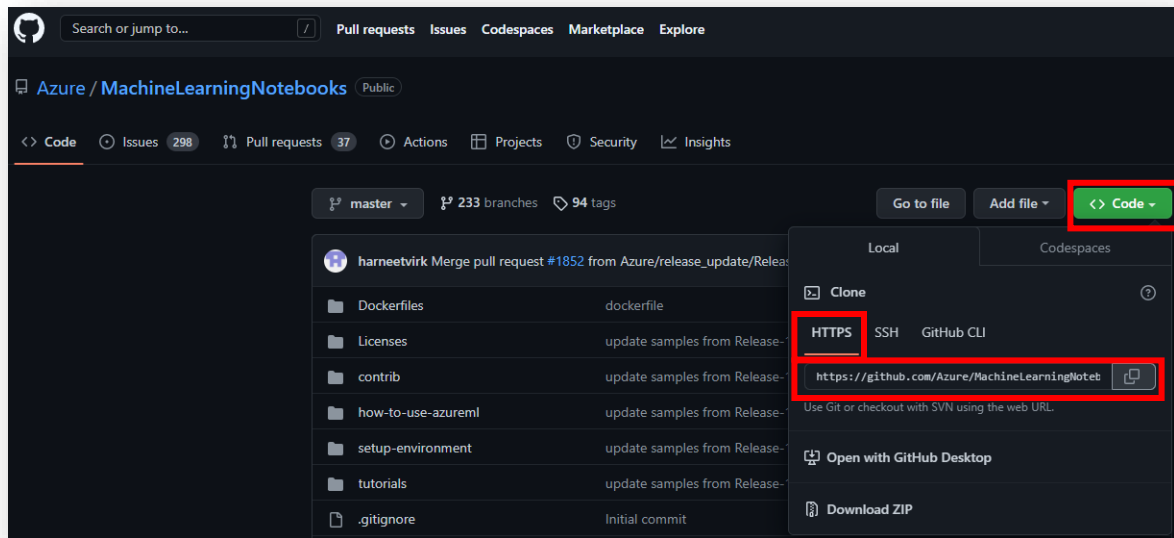 Search or jump to... /
Pull requests Issues Codespaces Marketplace Explore
Azure / MachineLearningNotebooks Public
<> Code Issues 298 Pull requests 37 Actions Projects Security Insights
master 233 branches 94 tags Go to file Add file <> Code
harneetvirk Merge pull request #1852 from Azure/release_update/Releas
Dockerfiles dockerfile
Licenses update samples from Release-
contrib update samples from Release-
how-to-use-azureml update samples from Release-
setup-environment update samples from Release-
tutorials update samples from Release-
.gitignore Initial commit
Local Codespaces
Clone ?
HTTPS SSH GitHub CLI
https://github.com/Azure/MachineLearningNoteb
Use Git or checkout with SVN using the web URL.
Open with GitHub Desktop
Download ZIP